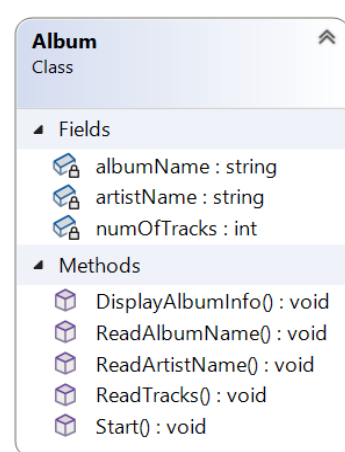 Album
Class
Fields
albumName : string
artistName : string
numOfTracks : int
Methods
DisplayAlbumInfo() : void
ReadAlbumName() : void
ReadArtistName() : void
ReadTracks() : void
Start() : void